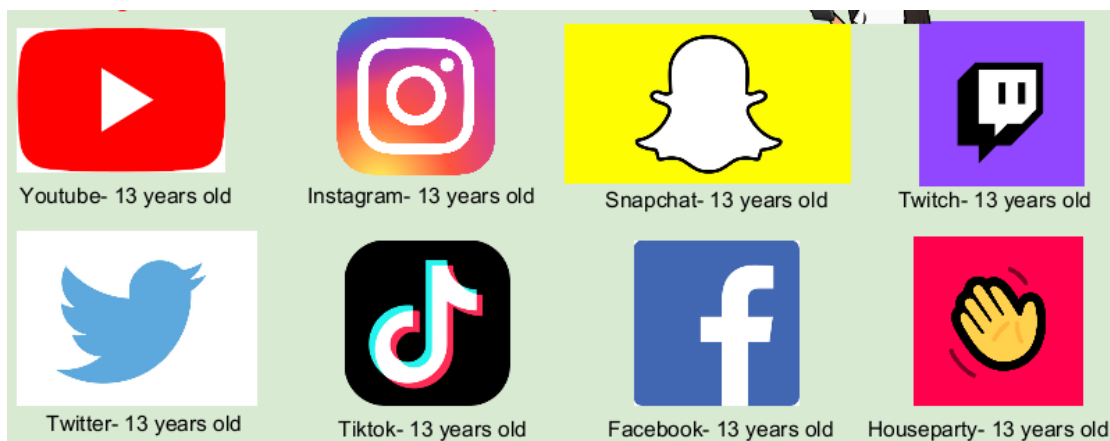 Youtube- 13 years old
Instagram- 13 years old
Snapchat- 13 years old
Twitch- 13 years old
Twitter- 13 years old
Tiktok- 13 years old
Facebook- 13 years old
Houseparty- 13 years old